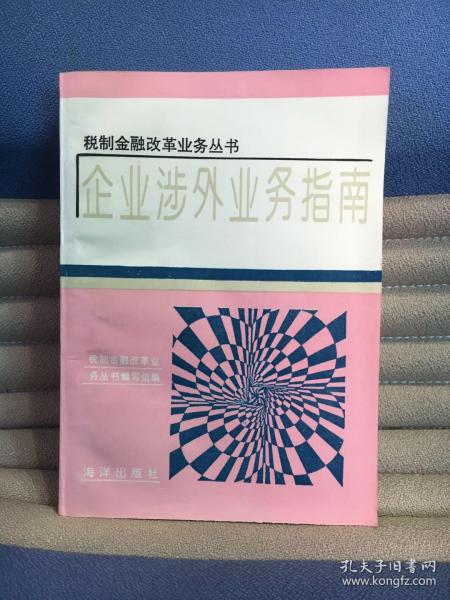 税制金融改革业务丛书
企业涉外业务指南
税制金融改革业
务丛书编写组编
海洋出版社
孔夫子旧书网
www.kongfz.com